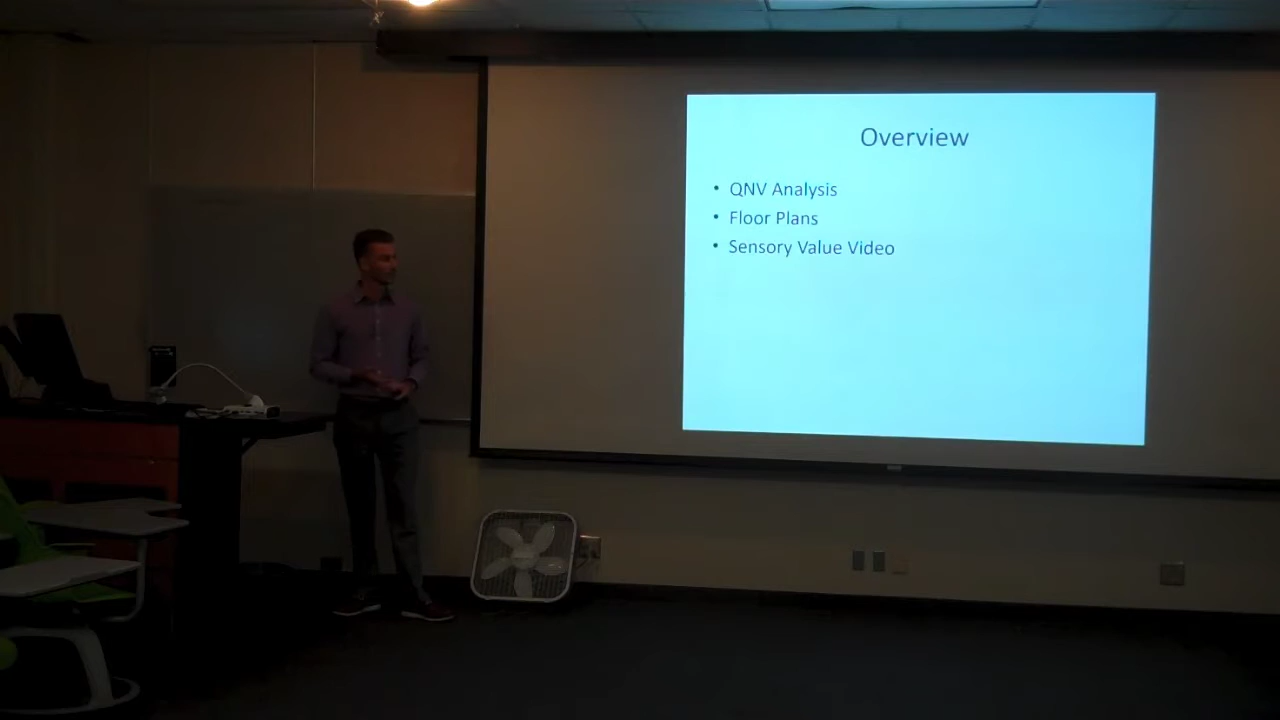 Overview
• QNV Analysis
• Floor Plans
• Sensory Value Video